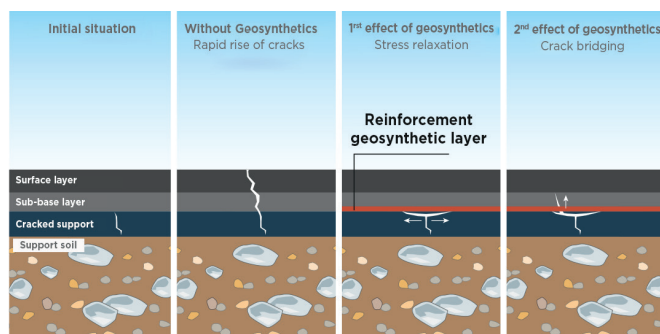 Initial situation
Without Geosynthetics
Rapid rise of cracks
1rst effect of geosynthetics
Stress relaxation
2nd effect of geosynthetics
Crack bridging
Reinforcement
geosynthetic layer
Surface layer
Sub-base layer
Cracked support
Support soil